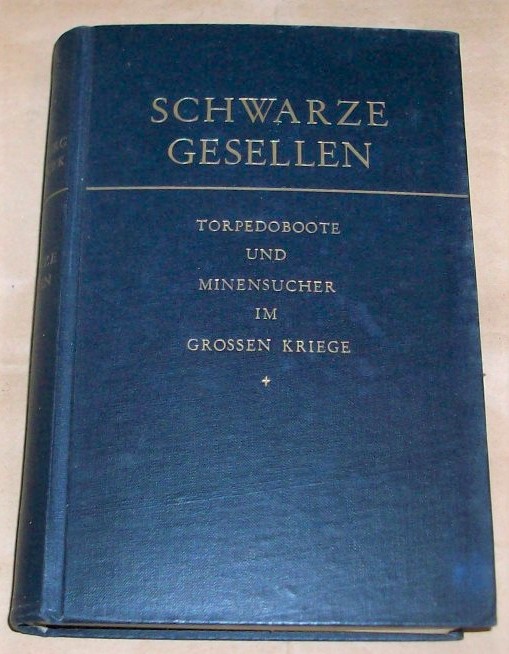 SCHWARZE
GESELLEN
TORPEDOBOOTE
UND
MINENSUCHER
IM
GROSSEN KRIEGE